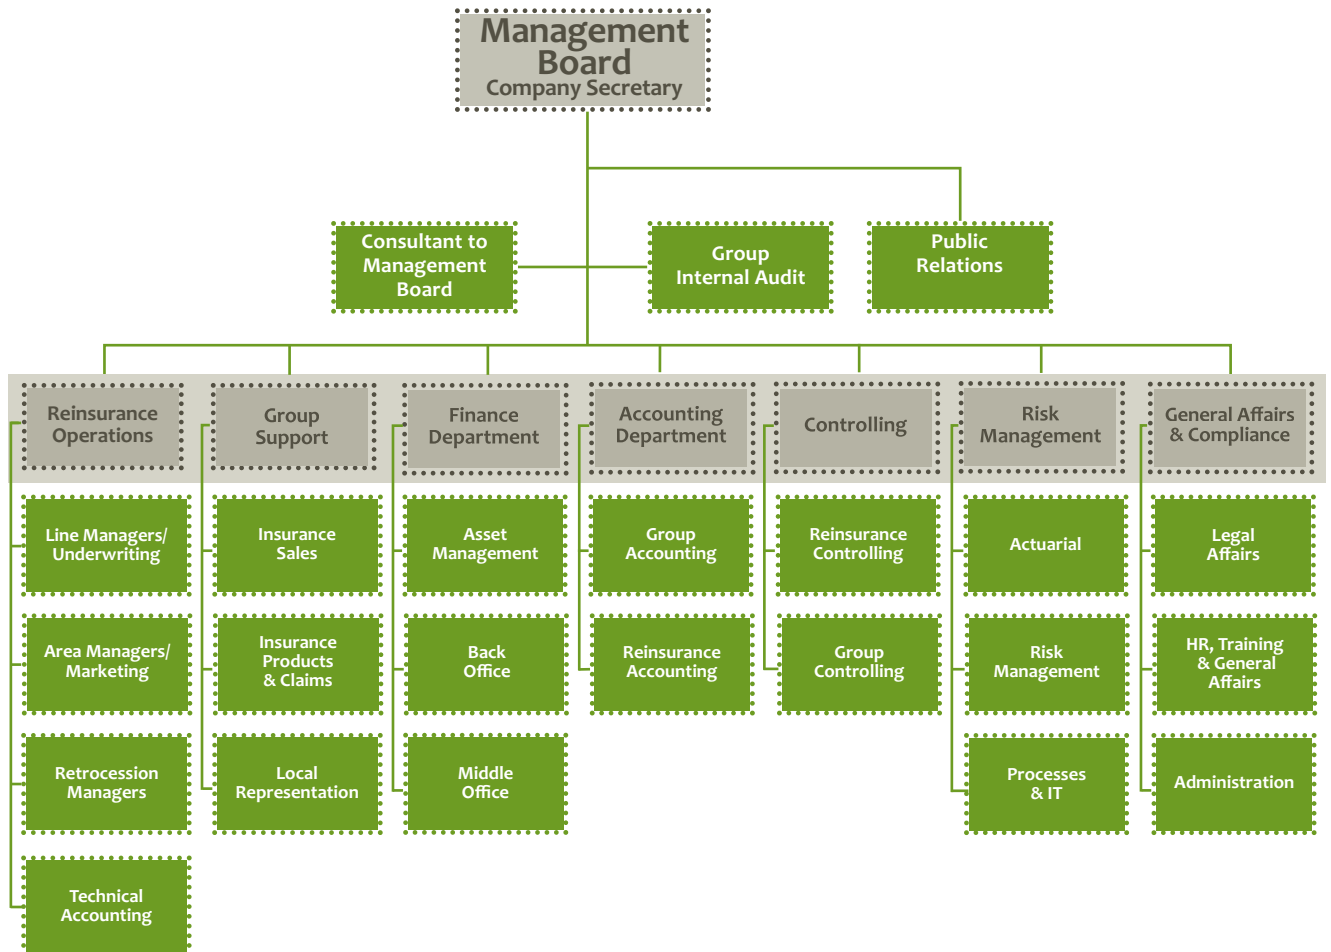 Management
Board
Company Secretary
Consultant to
Management
Board
Group
Internal Audit
Public
Relations
Reinsurance
Operations
Group
Support
Finance
Department
Accounting
Department
Controlling
Risk
Management
General Affairs
& Compliance
Line Managers/
Underwriting
Insurance
Sales
Asset
Management
Group
Accounting
Reinsurance
Controlling
Actuarial
Legal
Affairs
Area Managers/
Marketing
Insurance
Products
& Claims
Back
Office
Reinsurance
Accounting
Group
Controlling
Risk
Management
HR, Training
& General
Affairs
Retrocession
Managers
Local
Representation
Middle
Office
Processes
& IT
Administration
Technical
Accounting